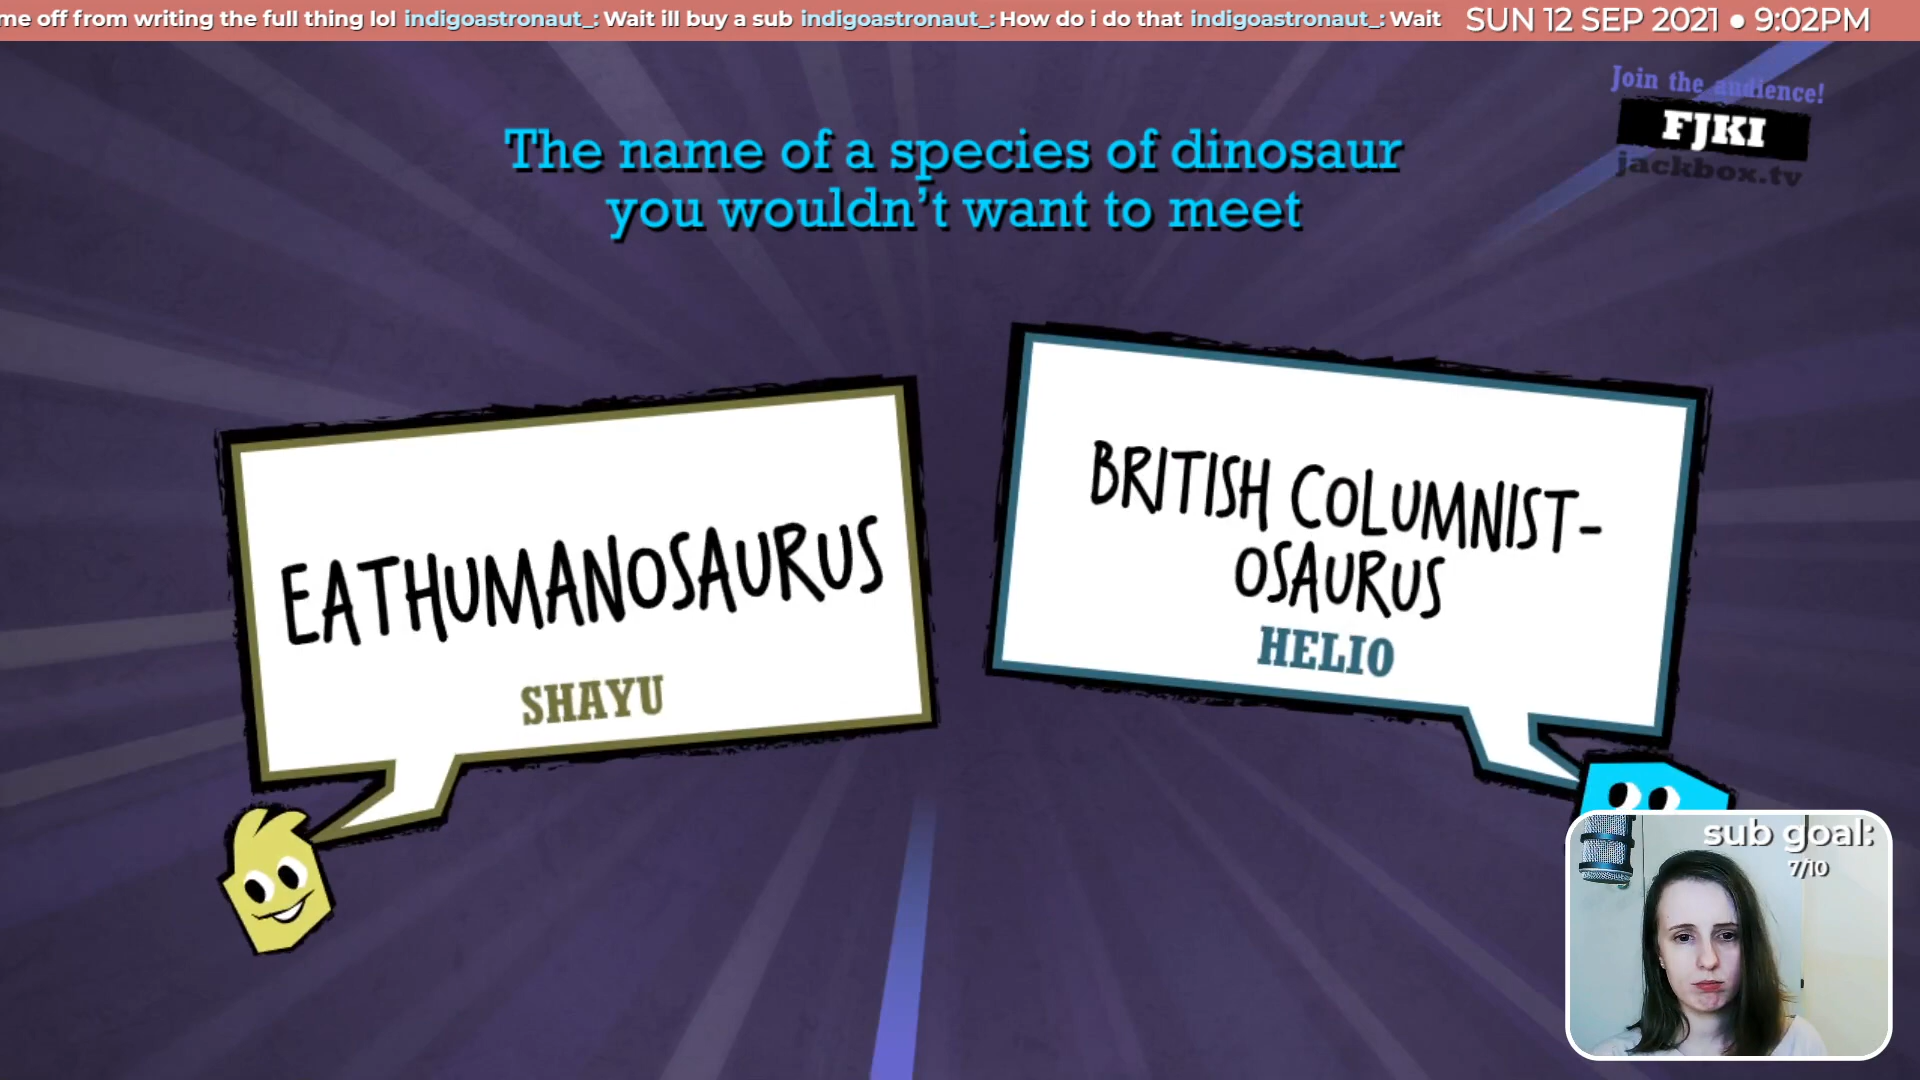 me off from writing the full thing lol indigoastronaut_: Wait ill buy a sub indigoastronaut_: How do i do that indigoastronaut_: Wait
SUN 12 SEP 2021 ● 9:02PM
Join the audience!
FJKI
jackbox.tv
The name of a species of dinosaur
you wouldn't want to meet
EATHUMANOSAURUS
SHAYU
BRITISH COLUMNIST-
OSAURUS
HELIO
sub goal:
7/10